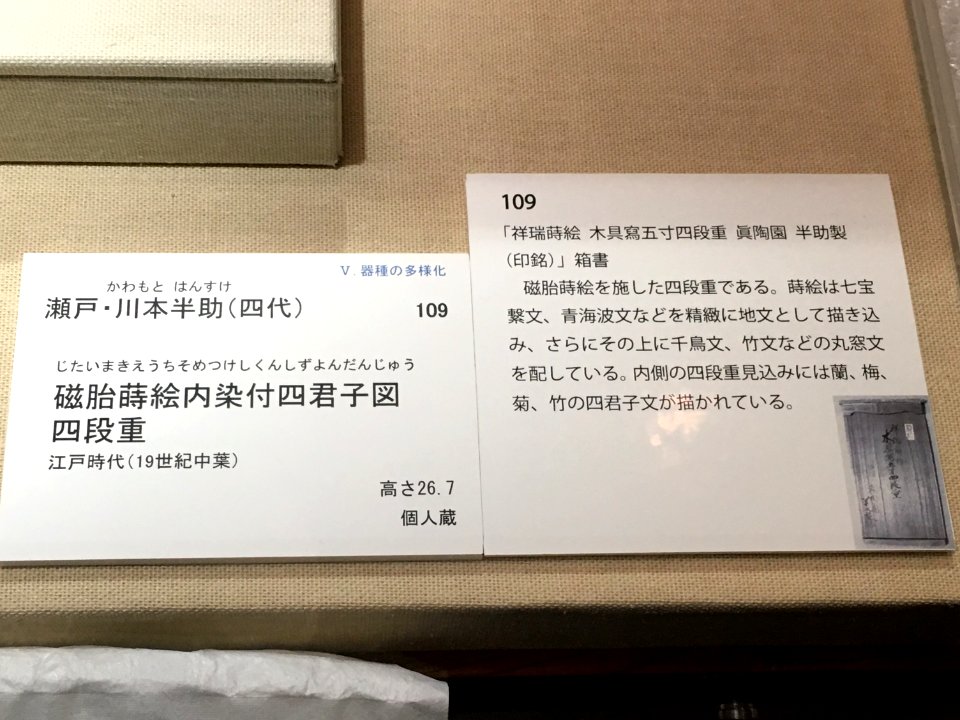 Ⅴ. 器種の多様化
かわもと はんすけ
瀬戸・川本半助(四代)
109
じたいまきえうちそめつけしくんしずよんだんじゅう
磁胎蒔絵内染付四君子図
四段重
江戸時代(19世紀中葉)
高さ26.7
個人蔵
109
「祥瑞蒔絵 木具寫五寸四段重 眞陶園 半助製
(印銘)」箱書
磁胎蒔絵を施した四段重である。蒔絵は七宝
繋文、青海波文などを精緻に地文として描き込
み、さらにその上に千鳥文、竹文などの丸窓文
を配している。内側の四段重見込みには蘭、梅、
菊、竹の四君子文が描かれている。